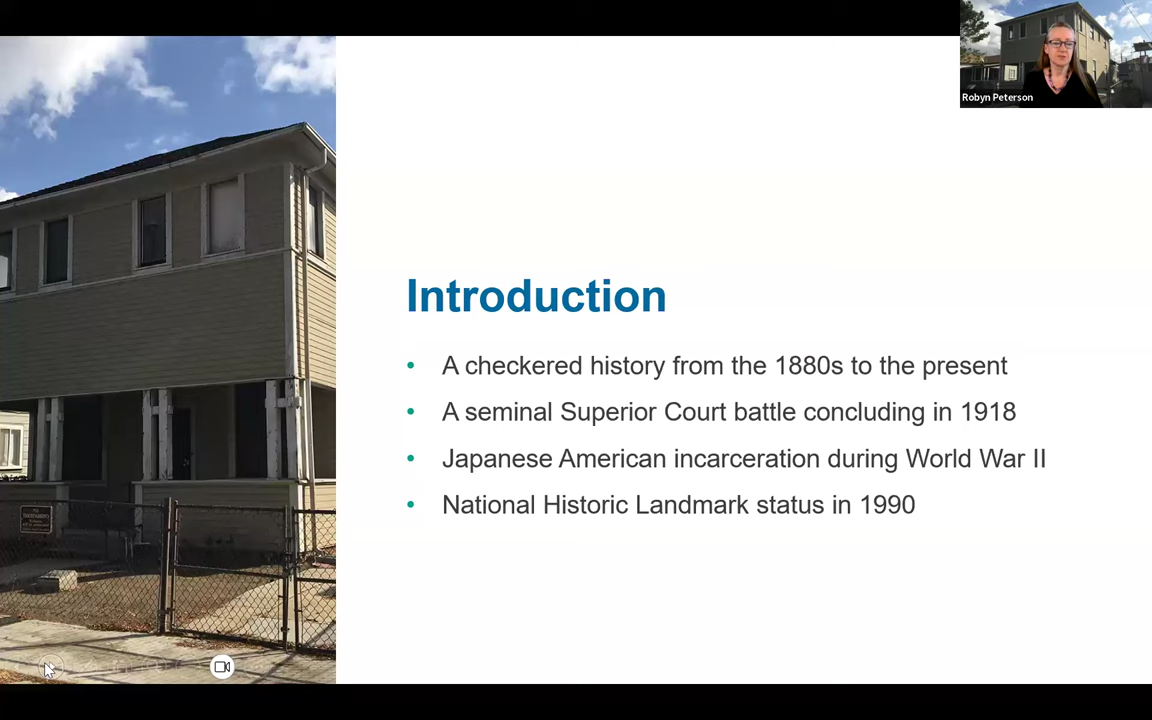 Robyn Peterson
Introduction
• A checkered history from the 1880s to the present
• A seminal Superior Court battle concluding in 1918
• Japanese American incarceration during World War II
• National Historic Landmark status in 1990